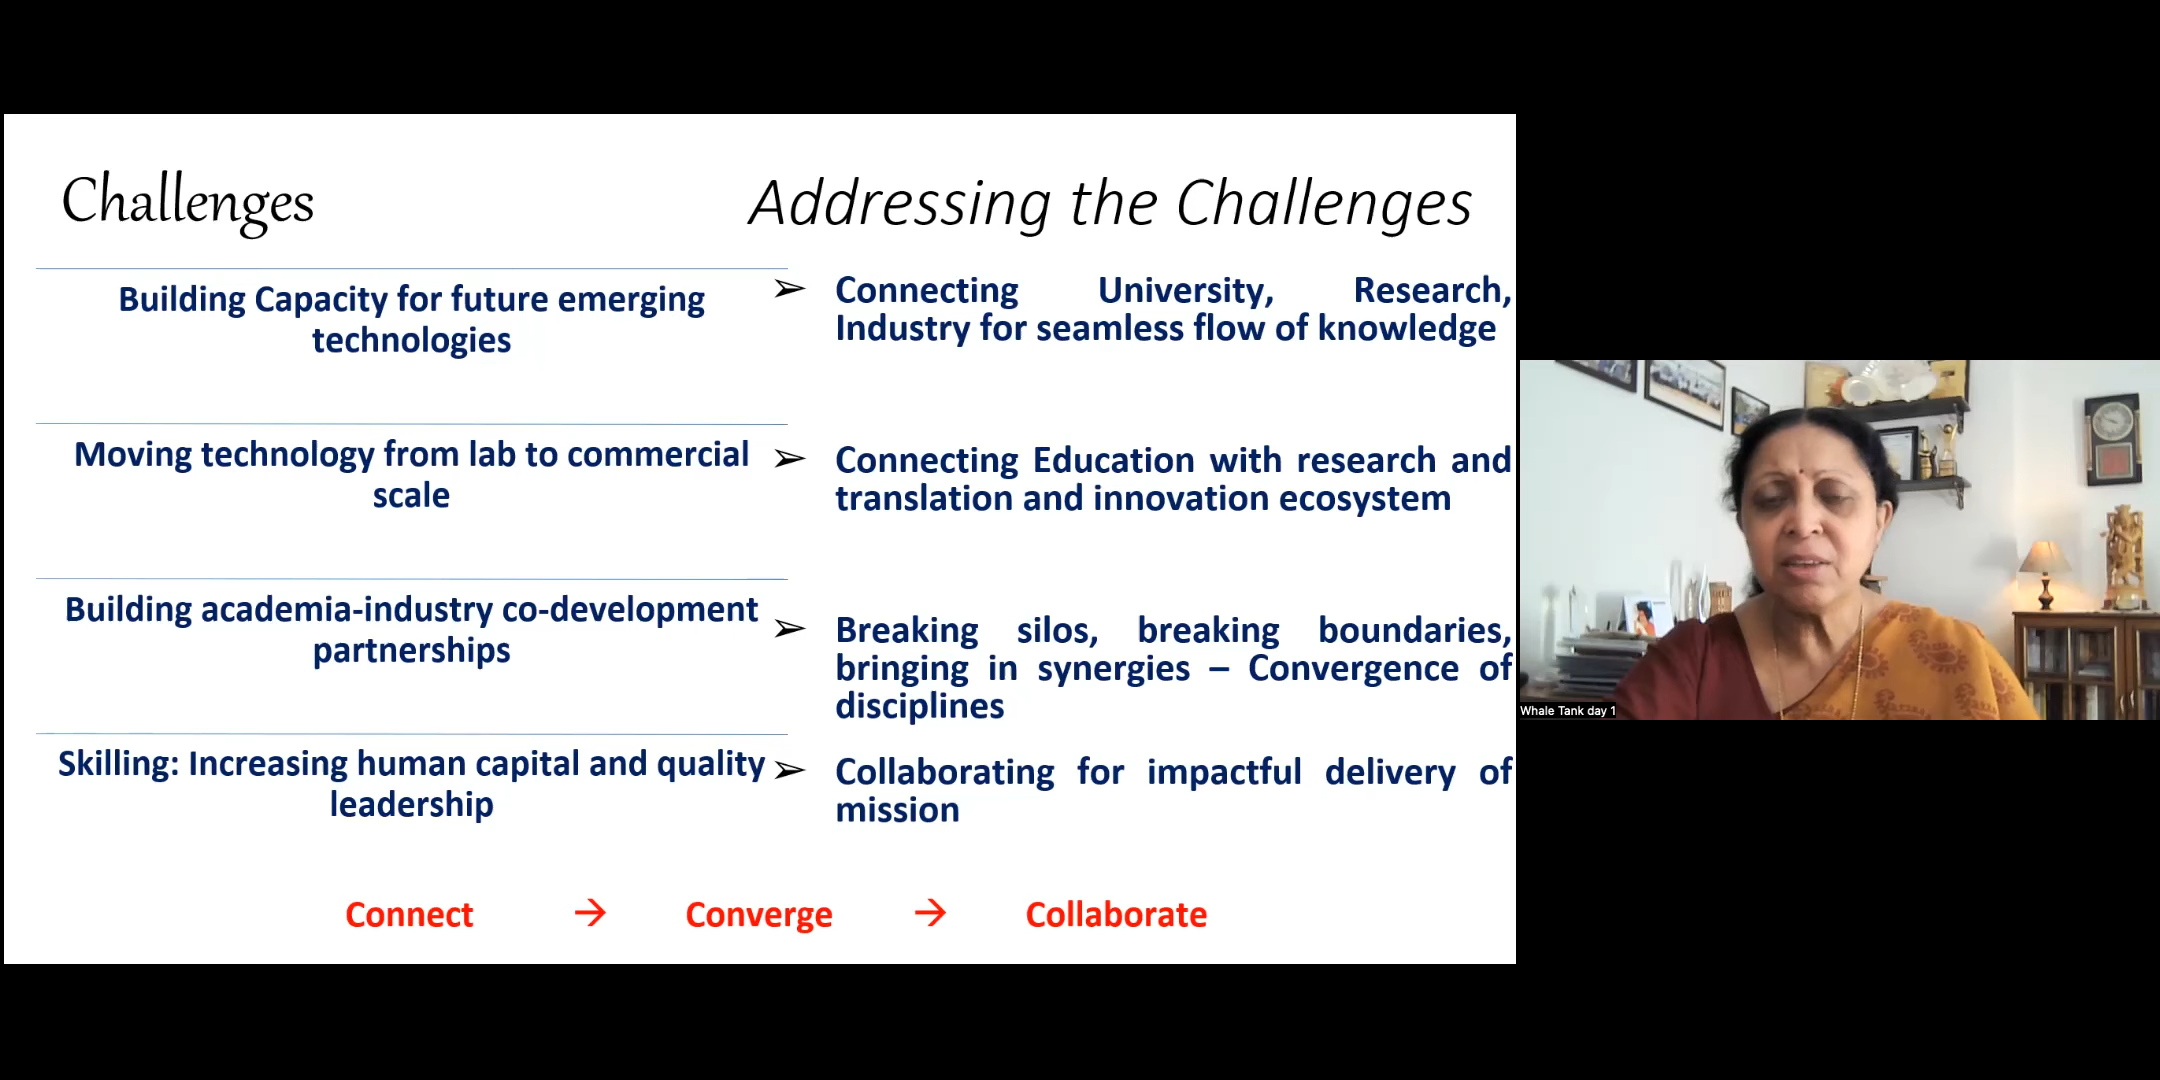 Challenges
Addressing the Challenges
Building Capacity for future emerging
technologies
Moving technology from lab to commercial
scale
Building academia-industry co-development
partnerships
Skilling: Increasing human capital and quality
leadership
➢ Connecting University, Research,
Industry for seamless flow of knowledge
➢ Connecting Education with research and
translation and innovation ecosystem
➢ Breaking silos, breaking boundaries,
bringing in synergies – Convergence of
disciplines
➢ Collaborating for impactful delivery of
mission
Connect → Converge → Collaborate
Whale Tank day 1